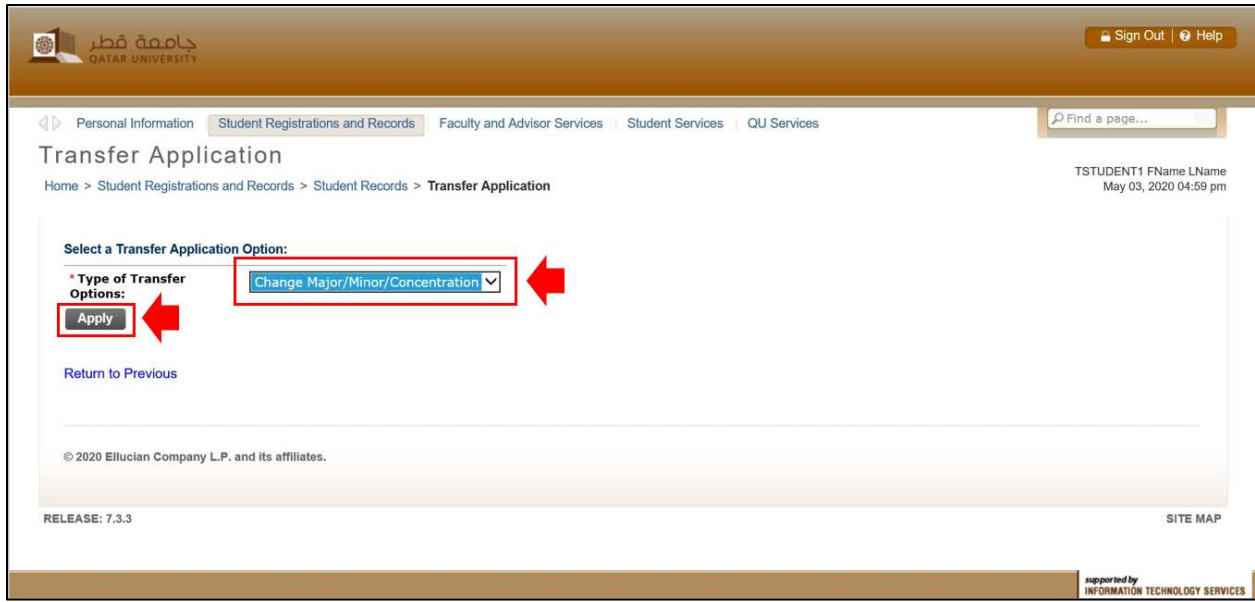 جامعة قطر
QATAR UNIVERSITY
Sign Out | Help
Personal Information Student Registrations and Records Faculty and Advisor Services Student Services QU Services
Find a page...
Transfer Application
Home > Student Registrations and Records > Student Records > Transfer Application
TSTUDENT1 FName LName
May 03, 2020 04:59 pm
Select a Transfer Application Option:
* Type of Transfer
Options:
Change Major/Minor/Concentration
Apply
Return to Previous
© 2020 Ellucian Company L.P. and its affiliates.
RELEASE: 7.3.3
SITE MAP
supported by
INFORMATION TECHNOLOGY SERVICES